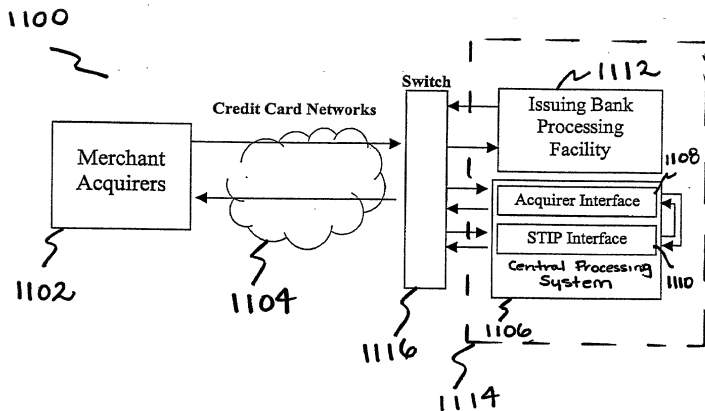 1100
1112
Switch
Credit Card Networks
Issuing Bank
Processing
Facility
Merchant
Acquirers
1108
Acquirer Interface
STIP Interface
Central Processing
System
1110
1102
1104
1106
1116
1114